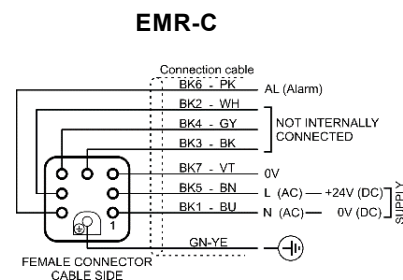 EMR-C
Connection cable
BK6 - PK AL (Alarm)
BK2 - WH
BK4 - GY NOT INTERNALLY
BK3 - BK CONNECTED
BK7 - VT 0V
BK5 - BN L (AC) +24V (DC)
BK1 - BU N (AC) 0V (DC)
SUPPLY
1
GN-YE
FEMALE CONNECTOR
CABLE SIDE